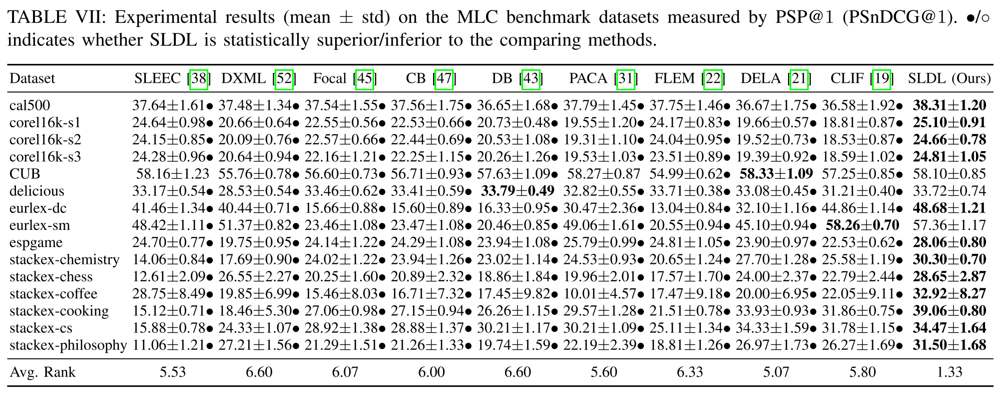 TABLE VII: Experimental results (mean ± std) on the MLC benchmark datasets measured by PSP@1 (PSnDCG@1). ●/○
indicates whether SLDL is statistically superior/inferior to the comparing methods.
Dataset SLEEC [38] DXML [52] Focal [45] CB [47] DB [43] PACA [31] FLEM [22] DELA [21] CLIF [19] SLDL (Ours)
cal500 37.64±1.61● 37.48±1.34● 37.54±1.55● 37.56±1.75● 36.65±1.68● 37.79±1.45● 37.75±1.46● 36.67±1.75● 36.58±1.92● 38.31±1.20
corel16k-s1 24.64±0.98● 20.66±0.64● 22.55±0.56● 22.53±0.66● 20.73±0.48● 19.55±1.20● 24.17±0.83● 19.66±0.57● 18.81±0.87● 25.10±0.91
corel16k-s2 24.15±0.85● 20.09±0.76● 22.57±0.66● 22.44±0.69● 20.53±1.08● 19.31±1.10● 24.04±0.95● 19.52±0.73● 18.53±0.87● 24.66±0.78
corel16k-s3 24.28±0.96● 20.64±0.94● 22.16±1.21● 22.25±1.15● 20.26±1.26● 19.53±1.03● 23.51±0.89● 19.39±0.92● 18.59±1.02● 24.81±1.05
CUB 58.16±1.23 55.76±0.78● 56.60±0.73● 56.71±0.93● 57.63±1.09● 58.27±0.87 54.99±0.62● 58.33±1.09 57.25±0.85● 58.10±0.85
delicious 33.17±0.54● 28.53±0.54● 33.46±0.62● 33.41±0.59● 33.79±0.49 32.82±0.55● 33.71±0.38● 33.08±0.45● 31.21±0.40● 33.72±0.74
eurlex-dc 41.46±1.34● 40.44±0.71● 15.66±0.88● 15.60±0.89● 16.33±0.95● 30.47±2.36● 13.04±0.84● 32.10±1.16● 44.86±1.14● 48.68±1.21
eurlex-sm 48.42±1.11● 51.37±0.82● 23.46±1.08● 23.47±1.08● 20.46±0.85● 49.06±1.61● 20.55±0.94● 45.10±0.94● 58.26±0.70 57.36±1.17
espgame 24.70±0.77● 19.75±0.95● 24.14±1.22● 24.29±1.08● 23.94±1.08● 25.79±0.99● 24.81±1.05● 23.90±0.97● 22.53±0.62● 28.06±0.80
stackex-chemistry 14.06±0.84● 17.69±0.90● 24.02±1.22● 23.94±1.26● 23.02±1.14● 24.53±0.93● 20.65±1.24● 27.70±1.28● 25.58±1.19● 30.30±0.70
stackex-chess 12.61±2.09● 26.55±2.27● 20.25±1.60● 20.89±2.32● 18.86±1.84● 19.96±2.01● 17.57±1.70● 24.00±2.37● 22.79±2.44● 28.65±2.87
stackex-coffee 28.75±8.49● 19.85±6.99● 15.46±8.03● 16.71±7.32● 17.45±9.82● 10.01±4.57● 17.47±9.18● 20.00±6.95● 22.05±9.11● 32.92±8.27
stackex-cooking 15.12±0.71● 18.46±5.30● 27.06±0.98● 27.15±0.94● 26.26±1.15● 29.57±1.28● 21.51±0.78● 33.93±0.93● 31.86±0.75● 39.06±0.80
stackex-cs 15.88±0.78● 24.33±1.07● 28.92±1.38● 28.88±1.37● 30.21±1.17● 30.21±1.09● 25.11±1.34● 34.33±1.59● 31.78±1.15● 34.47±1.64
stackex-philosophy 11.06±1.21● 27.21±1.56● 21.29±1.51● 21.26±1.33● 19.74±1.59● 22.19±2.39● 18.81±1.26● 26.97±1.73● 26.27±1.69● 31.50±1.68
Avg. Rank 5.53 6.60 6.07 6.00 6.60 5.60 6.33 5.07 5.80 1.33